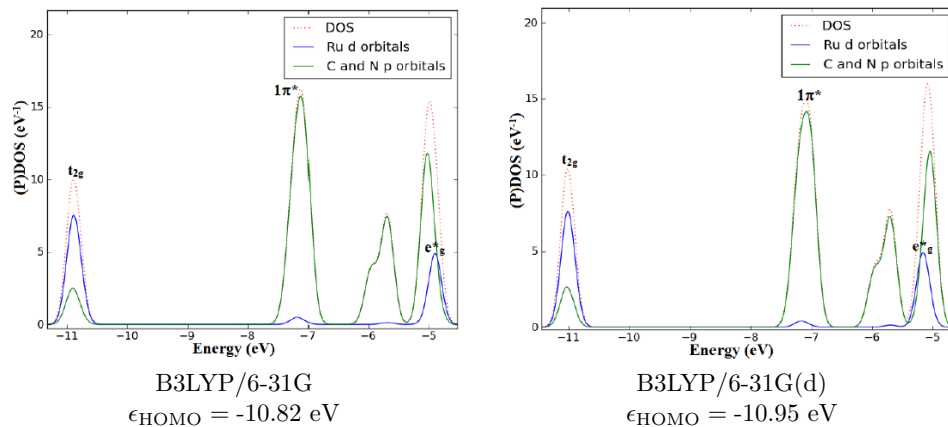 20
15
10
5
0
(P)DOS (eV⁻¹)
DOS
Ru d orbitals
C and N p orbitals
t₂g
1π*
e*g
−11 −10 −9 −8 −7 −6 −5
Energy (eV)
B3LYP/6-31G
ϵHOMO = -10.82 eV
20
15
10
5
0
(P)DOS (eV⁻¹)
DOS
Ru d orbitals
C and N p orbitals
t₂g
1π*
e*g
−11 −10 −9 −8 −7 −6 −5
Energy (eV)
B3LYP/6-31G(d)
ϵHOMO = -10.95 eV